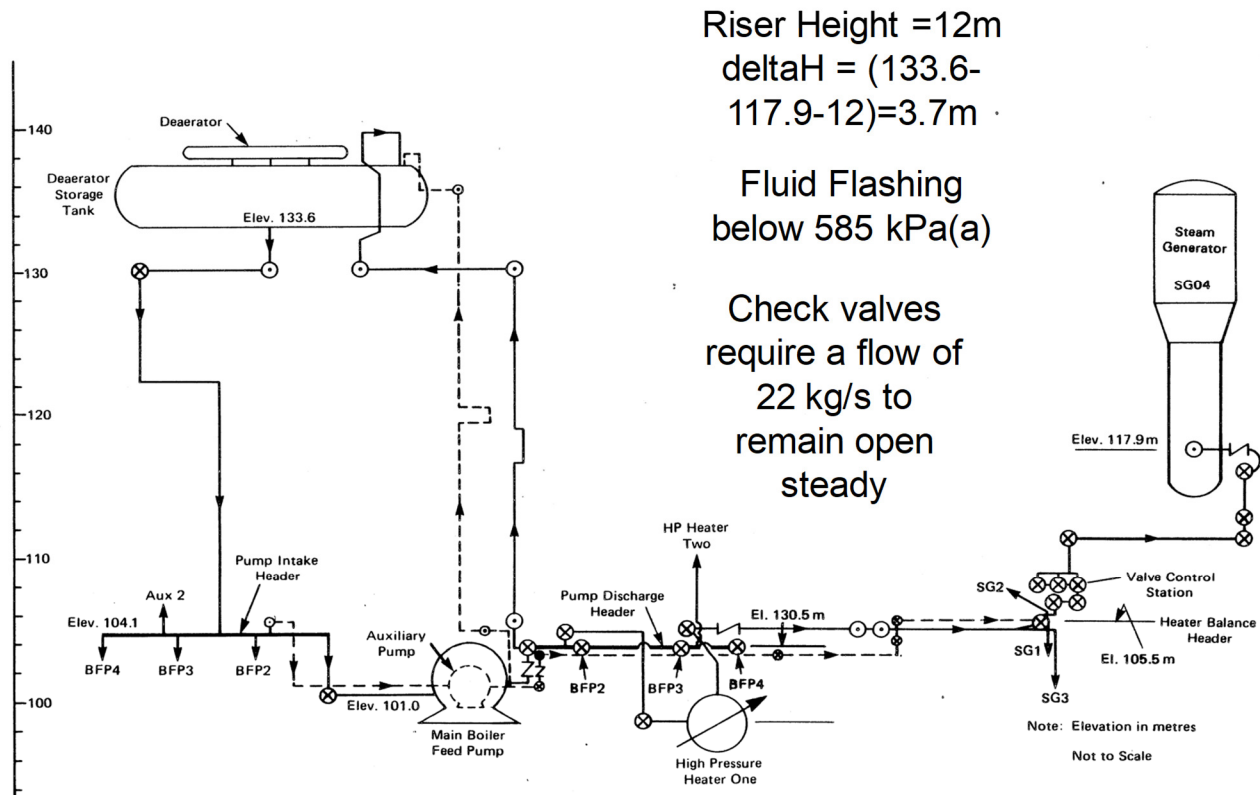 Riser Height =12m
deltaH = (133.6-
117.9-12)=3.7m
Fluid Flashing
below 585 kPa(a)
Check valves
require a flow of
22 kg/s to
remain open
steady
140
130
120
110
100
Deaerator
Deaerator
Storage
Tank
Elev. 133.6
Steam
Generator
SG04
Elev. 117.9m
HP Heater
Two
Pump Intake
Header
Aux 2
Elev. 104.1
BFP4
BFP3
BFP2
Elev. 101.0
Auxiliary
Pump
Main Boiler
Feed Pump
Pump Discharge
Header
El. 130.5 m
BFP2
BFP3
BFP4
High Pressure
Heater One
SG2
Valve Control
Station
Heater Balance
Header
El. 105.5 m
SG1
SG3
Note: Elevation in metres
Not to Scale